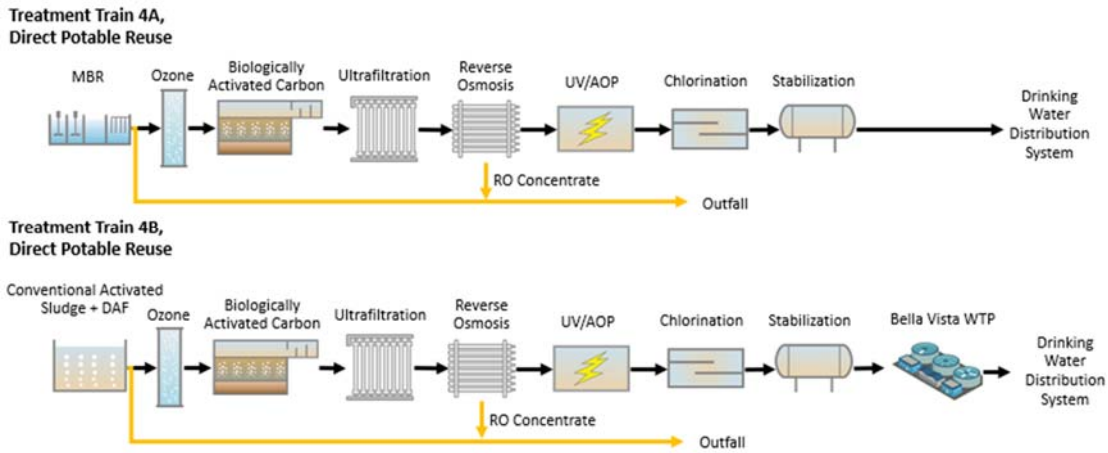 Treatment Train 4A,
Direct Potable Reuse
MBR
Ozone
Biologically
Activated Carbon
Ultrafiltration
Reverse
Osmosis
UV/AOP
Chlorination
Stabilization
Drinking
Water
Distribution
System
RO Concentrate
Outfall
Treatment Train 4B,
Direct Potable Reuse
Conventional Activated
Sludge + DAF
Ozone
Biologically
Activated Carbon
Ultrafiltration
Reverse
Osmosis
UV/AOP
Chlorination
Stabilization
Bella Vista WTP
Drinking
Water
Distribution
System
RO Concentrate
Outfall